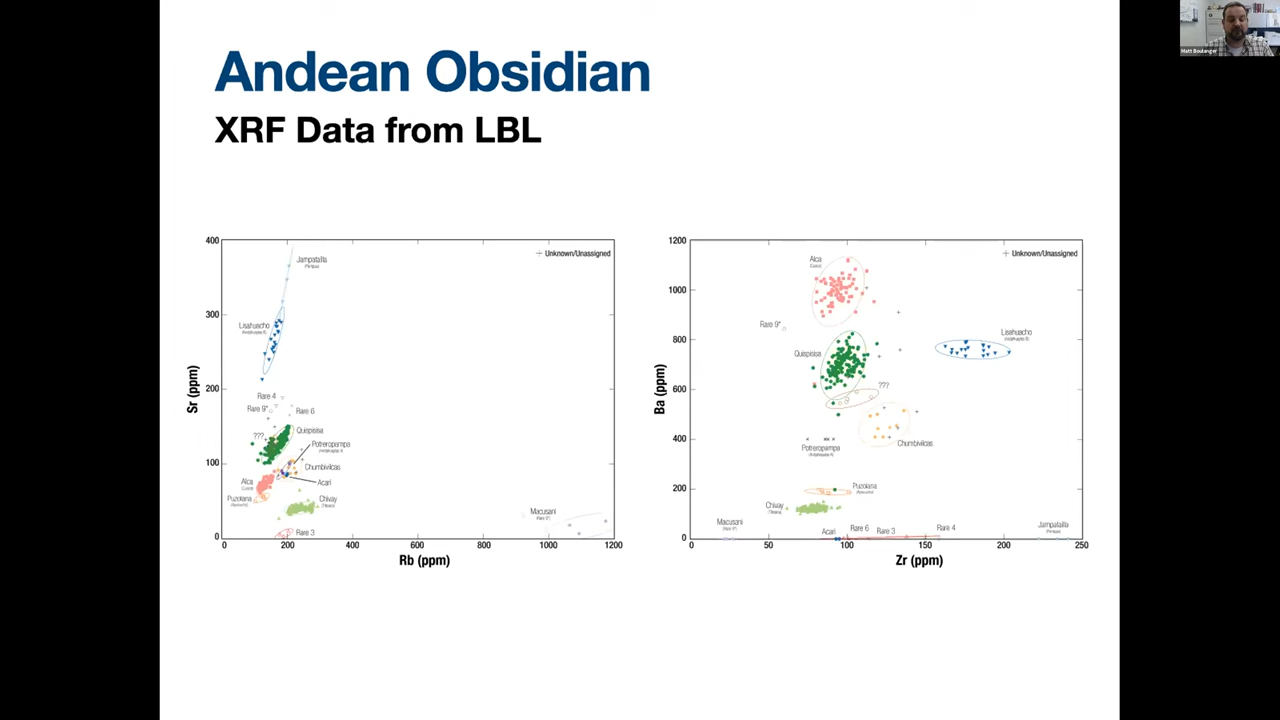 Matt Boulanger
Andean Obsidian
XRF Data from LBL
400
Unknown/Unassigned
Jampatalla
300
Lisahuacho
200
Rare 4
Rare 9*
Rare 6
???
Quispisisa
Potreropampa
100
Chumbivilcas
Alca
Acari
Puzolana
Chivay
Macusani
Rare 3
0
0
200
400
600
800
1000
1200
Sr (ppm)
Rb (ppm)
1200
Unknown/Unassigned
Alca
1000
Rare 9*
Lisahuacho
800
Quispisisa
???
600
400
Chumbivilcas
Potreropampa
200
Puzolana
Chivay
Macusani
Acari
Rare 6
Rare 3
Rare 4
Jampatalla
0
0
50
100
150
200
250
Ba (ppm)
Zr (ppm)